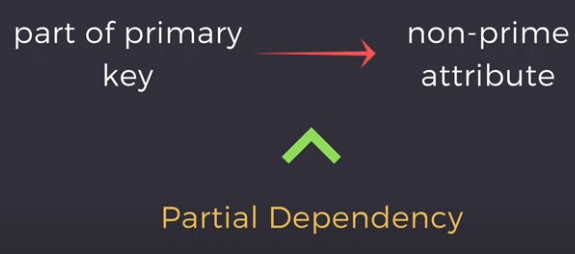 part of primary
key
non-prime
attribute
Partial Dependency